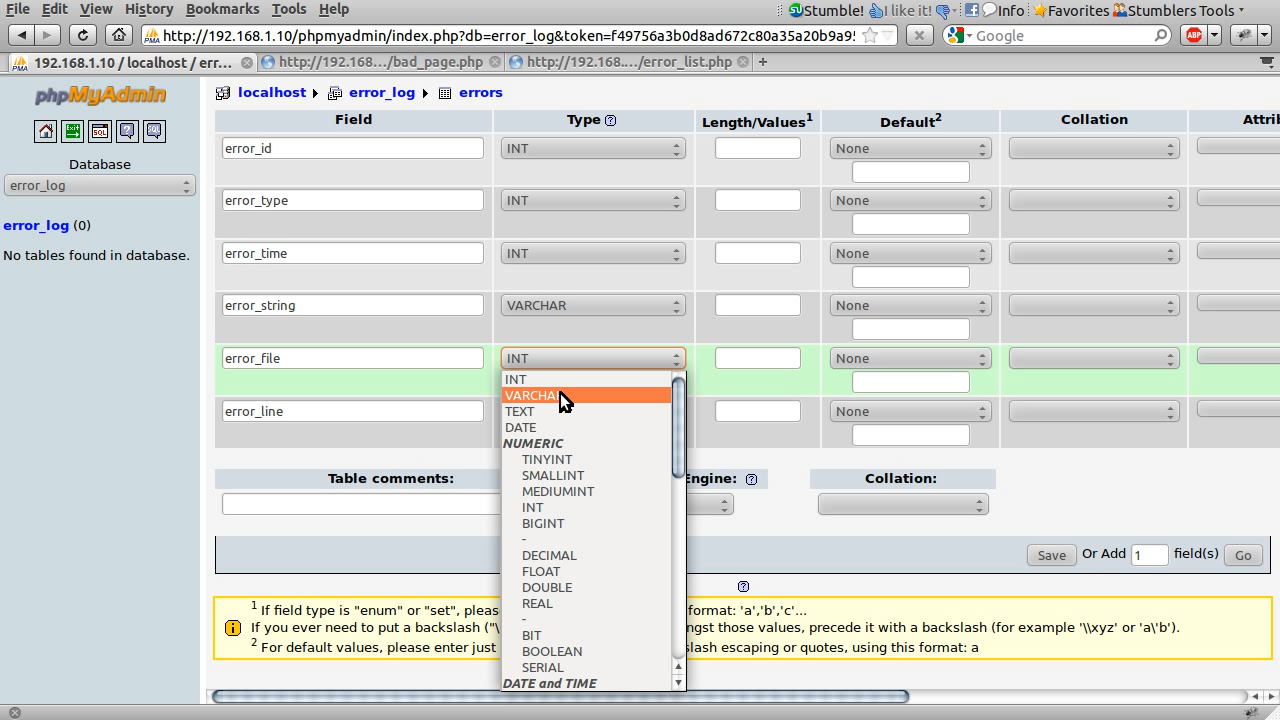 File Edit View History Bookmarks Tools Help
Stumble! I like it! Info Favorites Stumblers Tools
http://192.168.1.10/phpmyadmin/index.php?db=error_log&token=f49756a3b0d8ad672c80a35a20b9a9! Google ABP
192.168.1.10 / localhost / err... http://192.168..../bad_page.php http://192.168..../error_list.php
phpMyAdmin
SQL
Database
error_log
error_log (0)
No tables found in database.
localhost error_log errors
Field Type Length/Values1 Default2 Collation Attrib
error_id INT None
error_type INT None
error_time INT None
error_string VARCHAR None
error_file INT None
INT
VARCHAR
TEXT
DATE
error_line None
NUMERIC
TINYINT
SMALLINT
MEDIUMINT
INT
BIGINT
-
DECIMAL
FLOAT
DOUBLE
REAL
-
BIT
BOOLEAN
SERIAL
DATE and TIME
Table comments: Engine: Collation:
Save Or Add 1 field(s) Go
1 If field type is "enum" or "set", pleas format: 'a','b','c'...
If you ever need to put a backslash ("\ ngst those values, precede it with a backslash (for example '\\xyz' or 'a\'b').
2 For default values, please enter just slash escaping or quotes, using this format: a